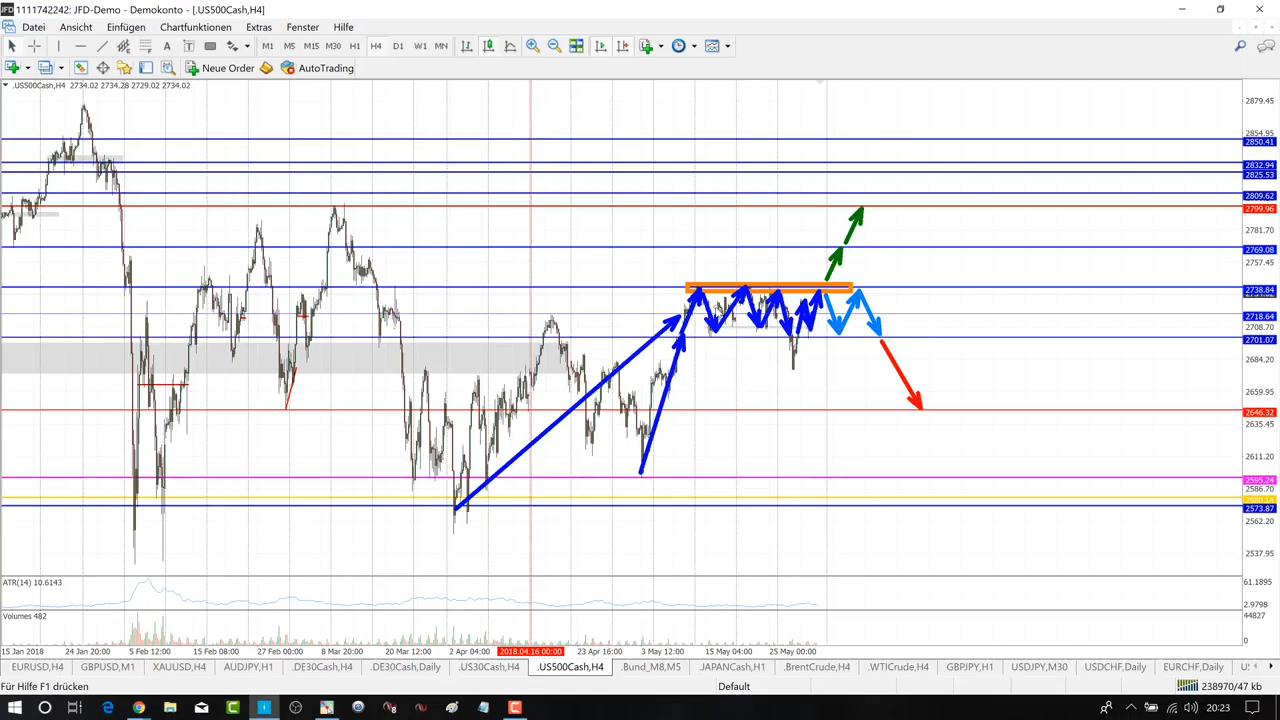 JFD 1111742242: JFD-Demo - Demokonto - [.US500Cash,H4]
Datei Ansicht Einfügen Chartfunktionen Extras Fenster Hilfe
A T M1 M5 M15 M30 H1 H4 D1 W1 MN
Neue Order AutoTrading
.US500Cash,H4 2734.02 2734.28 2729.02 2734.02
2879.45
2854.95
2850.41
2832.94
2825.53
2809.62
2799.96
2781.70
2769.08
2757.45
2738.84
2718.64
2708.70
2701.07
2684.20
2659.95
2646.32
2635.45
2611.20
2595.24
2586.70
2573.87
2562.20
2537.95
ATR(14) 10.6143
61.1895
2.9798
Volumes 482
44827
0
15 Jan 2018 24 Jan 20:00 5 Feb 12:00 15 Feb 08:00 27 Feb 00:00 8 Mar 20:00 20 Mar 12:00 2 Apr 04:00 2018.04.16 00:00 23 Apr 16:00 3 May 12:00 15 May 04:00 25 May 00:00
EURUSD,H4 GBPUSD,M1 XAUUSD,H4 AUDJPY,H1 .DE30Cash,H4 .DE30Cash,Daily .US30Cash,H4 .US500Cash,H4 .Bund_M8,M5 .JAPANCash,H1 .BrentCrude,H4 .WTICrude,H4 GBPJPY,H1 USDJPY,M30 USDCHF,Daily EURCHF,Daily
Für Hilfe F1 drücken Default 238970/47 kb
20:23